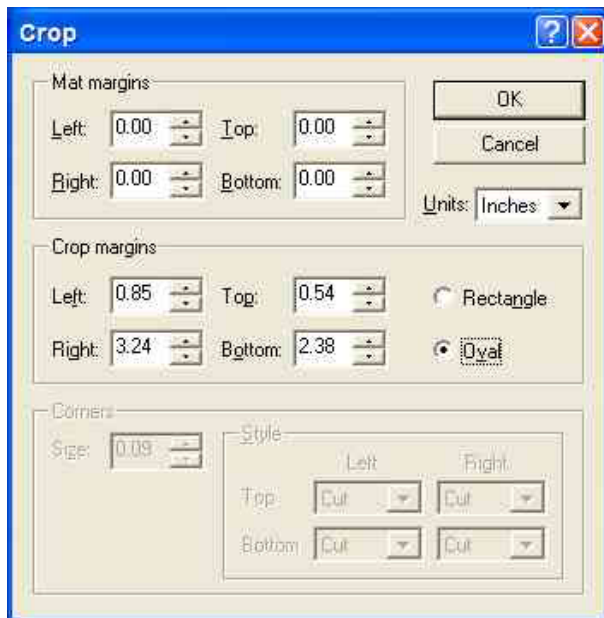 Crop
Mat margins
Left: 0.00 Top: 0.00
Right: 0.00 Bottom: 0.00
OK
Cancel
Units: Inches
Crop margins
Left: 0.85 Top: 0.54
Right: 3.24 Bottom: 2.38
Rectangle
Oval
Corners
Size: 0.09
Style
Left Right
Top Cut Cut
Bottom Cut Cut